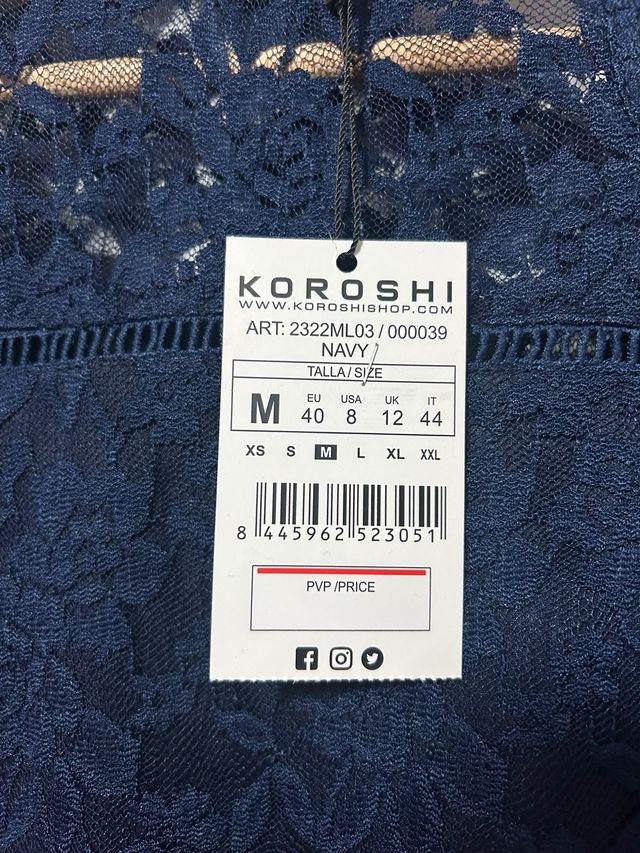 KOROSHI
WWW.KOROSHISHOP.COM
ART: 2322ML03 / 000039
NAVY
TALLA / SIZE
M EU 40 USA 8 UK 12 IT 44
XS S M L XL XXL
8 445962 523051
PVP /PRICE